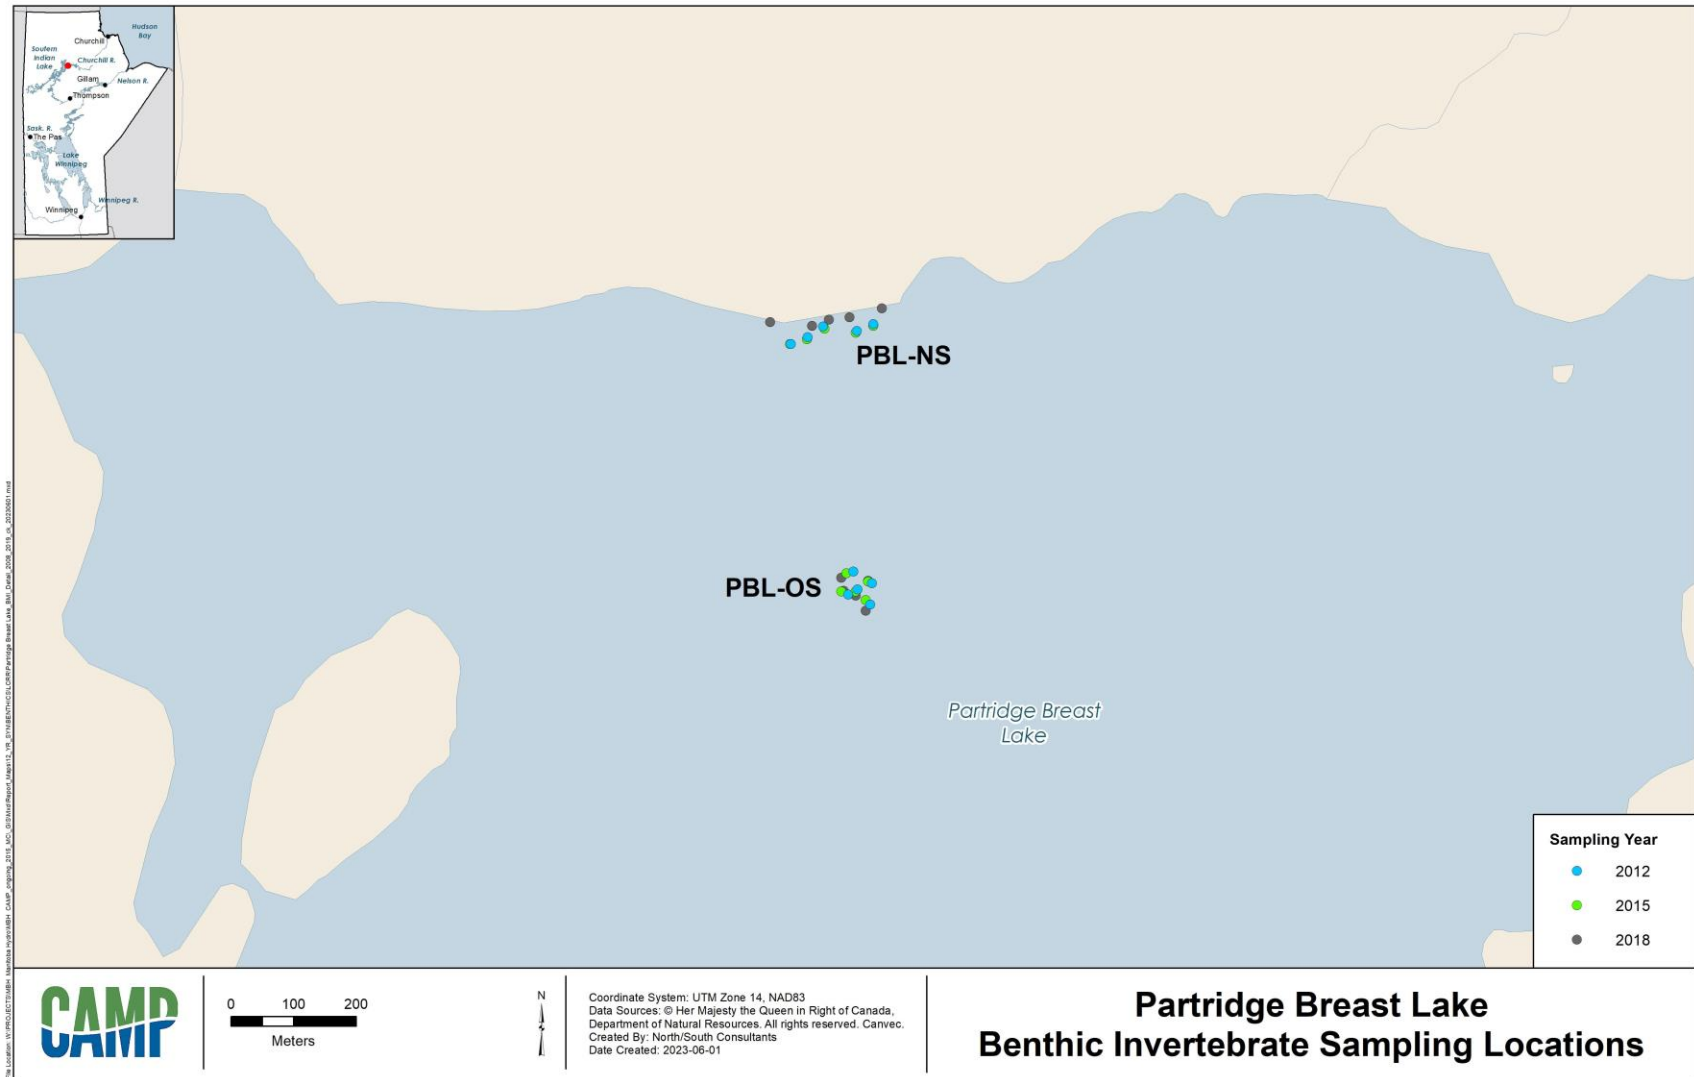 Hudson
Bay
Churchill
Soutern
Indian
Lake
Churchill R.
Gillam
Nelson R.
Thompson
Sask. R.
The Pas
Lake
Winnipeg
Winnipeg R.
Winnipeg
PBL-NS
PBL-OS
Partridge Breast
Lake
Sampling Year
2012
2015
2018
CAMP
0 100 200
Meters
N
Coordinate System: UTM Zone 14, NAD83
Data Sources: © Her Majesty the Queen in Right of Canada,
Department of Natural Resources. All rights reserved. Canvec.
Created By: North/South Consultants
Date Created: 2023-06-01
Partridge Breast Lake
Benthic Invertebrate Sampling Locations